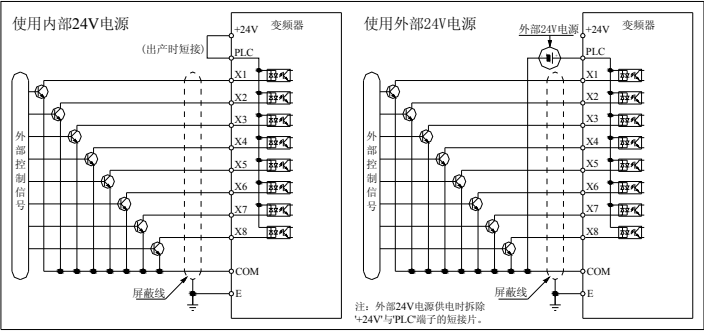 使用内部24V电源
变频器
+24V
(出产时短接)
PLC
X1
X2
X3
X4
X5
X6
X7
X8
外部控制信号
COM
屏蔽线
E
使用外部24V电源
变频器
外部24V电源
+24V
PLC
X1
X2
X3
X4
X5
X6
X7
X8
外部控制信号
COM
屏蔽线
E
注：外部24V电源供电时拆除
'+24V'与'PLC'端子的短接片。